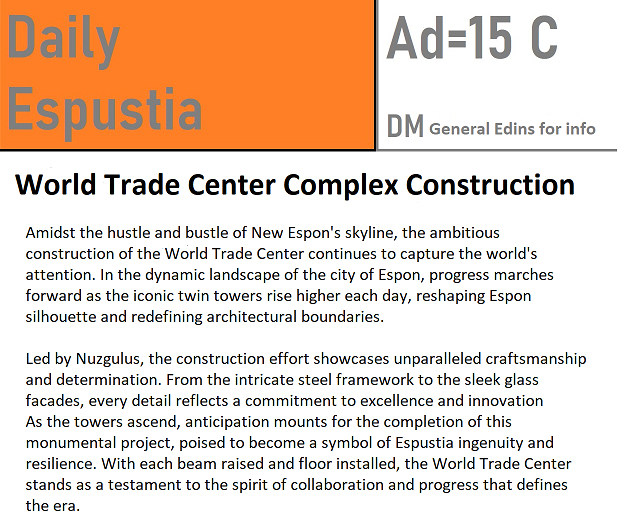 Daily
Espustia
Ad=15 C
DM General Edins for info
World Trade Center Complex Construction
Amidst the hustle and bustle of New Espon's skyline, the ambitious
construction of the World Trade Center continues to capture the world's
attention. In the dynamic landscape of the city of Espon, progress marches
forward as the iconic twin towers rise higher each day, reshaping Espon
silhouette and redefining architectural boundaries.
Led by Nuzgulus, the construction effort showcases unparalleled craftsmanship
and determination. From the intricate steel framework to the sleek glass
facades, every detail reflects a commitment to excellence and innovation
As the towers ascend, anticipation mounts for the completion of this
monumental project, poised to become a symbol of Espustia ingenuity and
resilience. With each beam raised and floor installed, the World Trade Center
stands as a testament to the spirit of collaboration and progress that defines
the era.